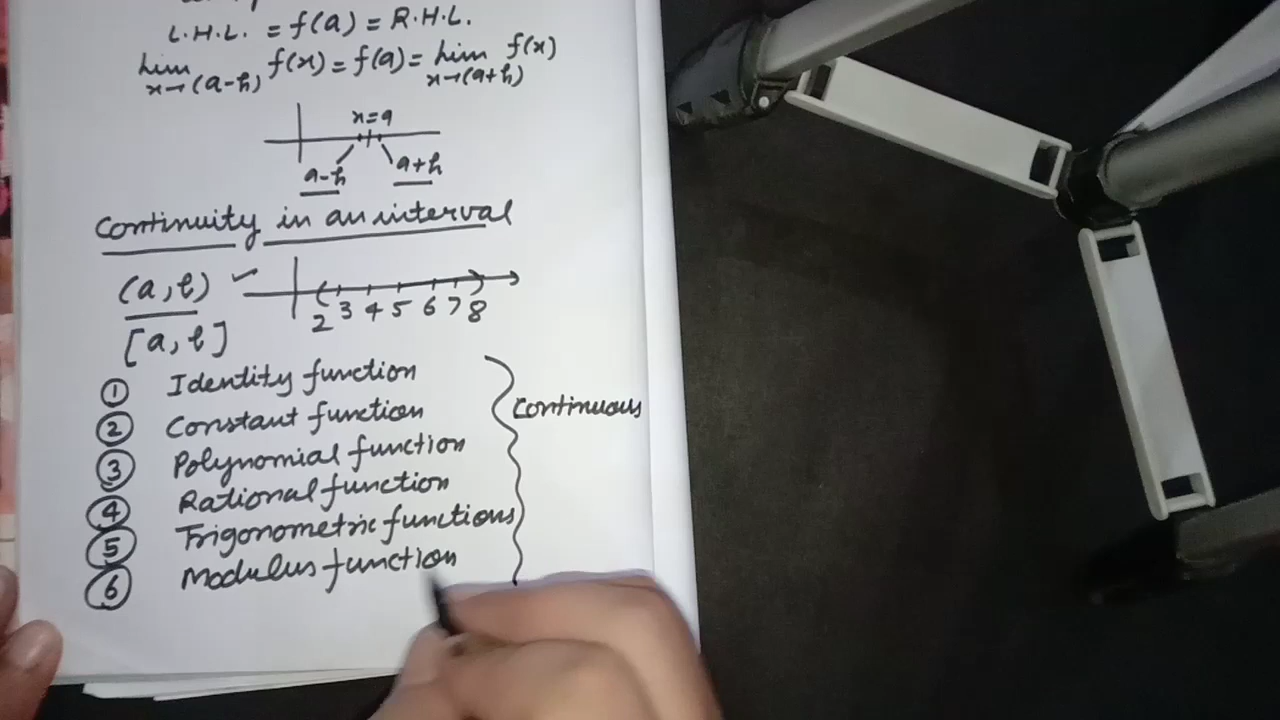 L.H.L. = f(a) = R.H.L.
lim x→(a-h) f(x) = f(a) = lim x→(a+h) f(x)
x=a
a-h a+h
Continuity in an interval
(a,b)
2 3 4 5 6 7 8
[a,b]
1 Identity function
2 Constant function
continuous
3 Polynomial function
4 Rational function
5 Trigonometric functions
6 Modulus function